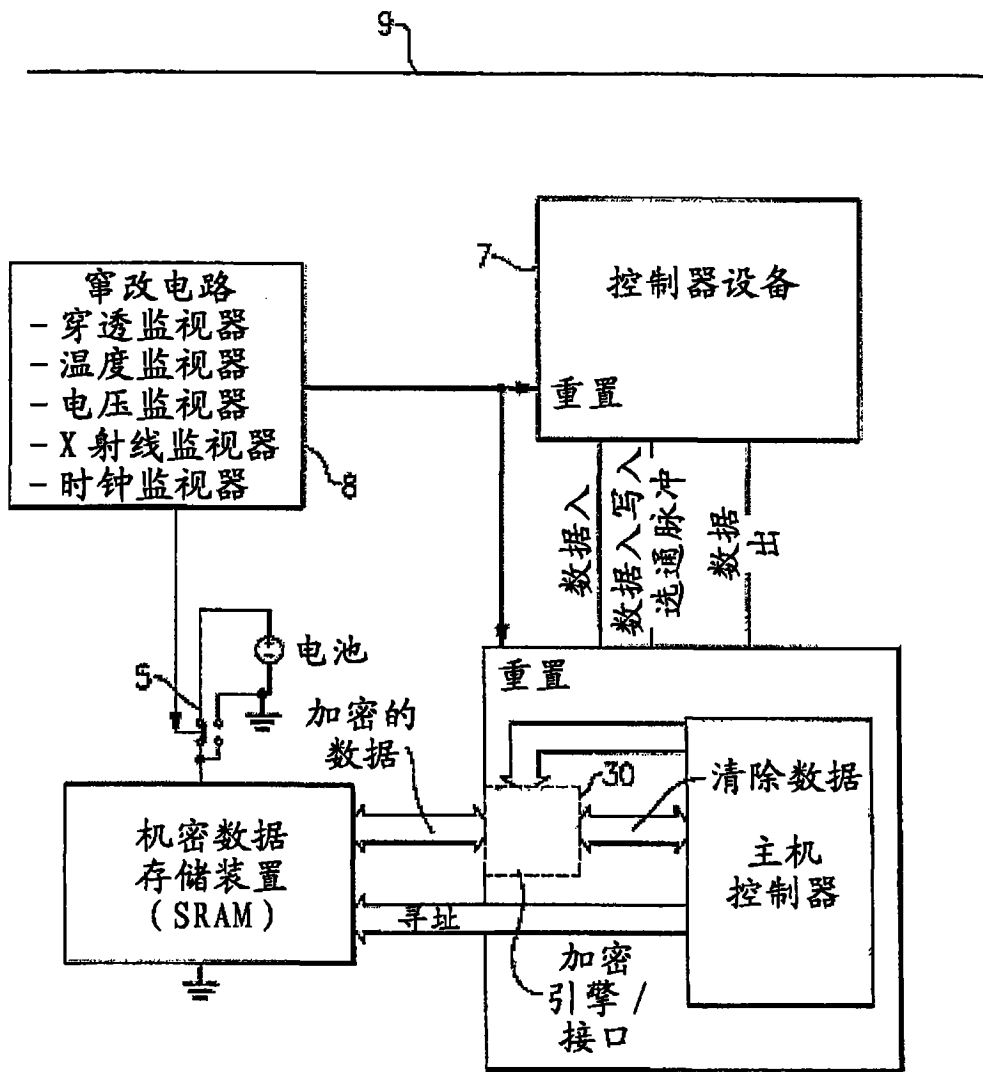 9
7
控制器设备
重置
窜改电路
- 穿透监视器
- 温度监视器
- 电压监视器
- X射线监视器
- 时钟监视器
8
数据入
数据入写入
选通脉冲
数据
出
5
电池
重置
加密的
数据
30
清除数据
机密数据
存储装置
(SRAM)
主机
控制器
寻址
加密
引擎/
接口